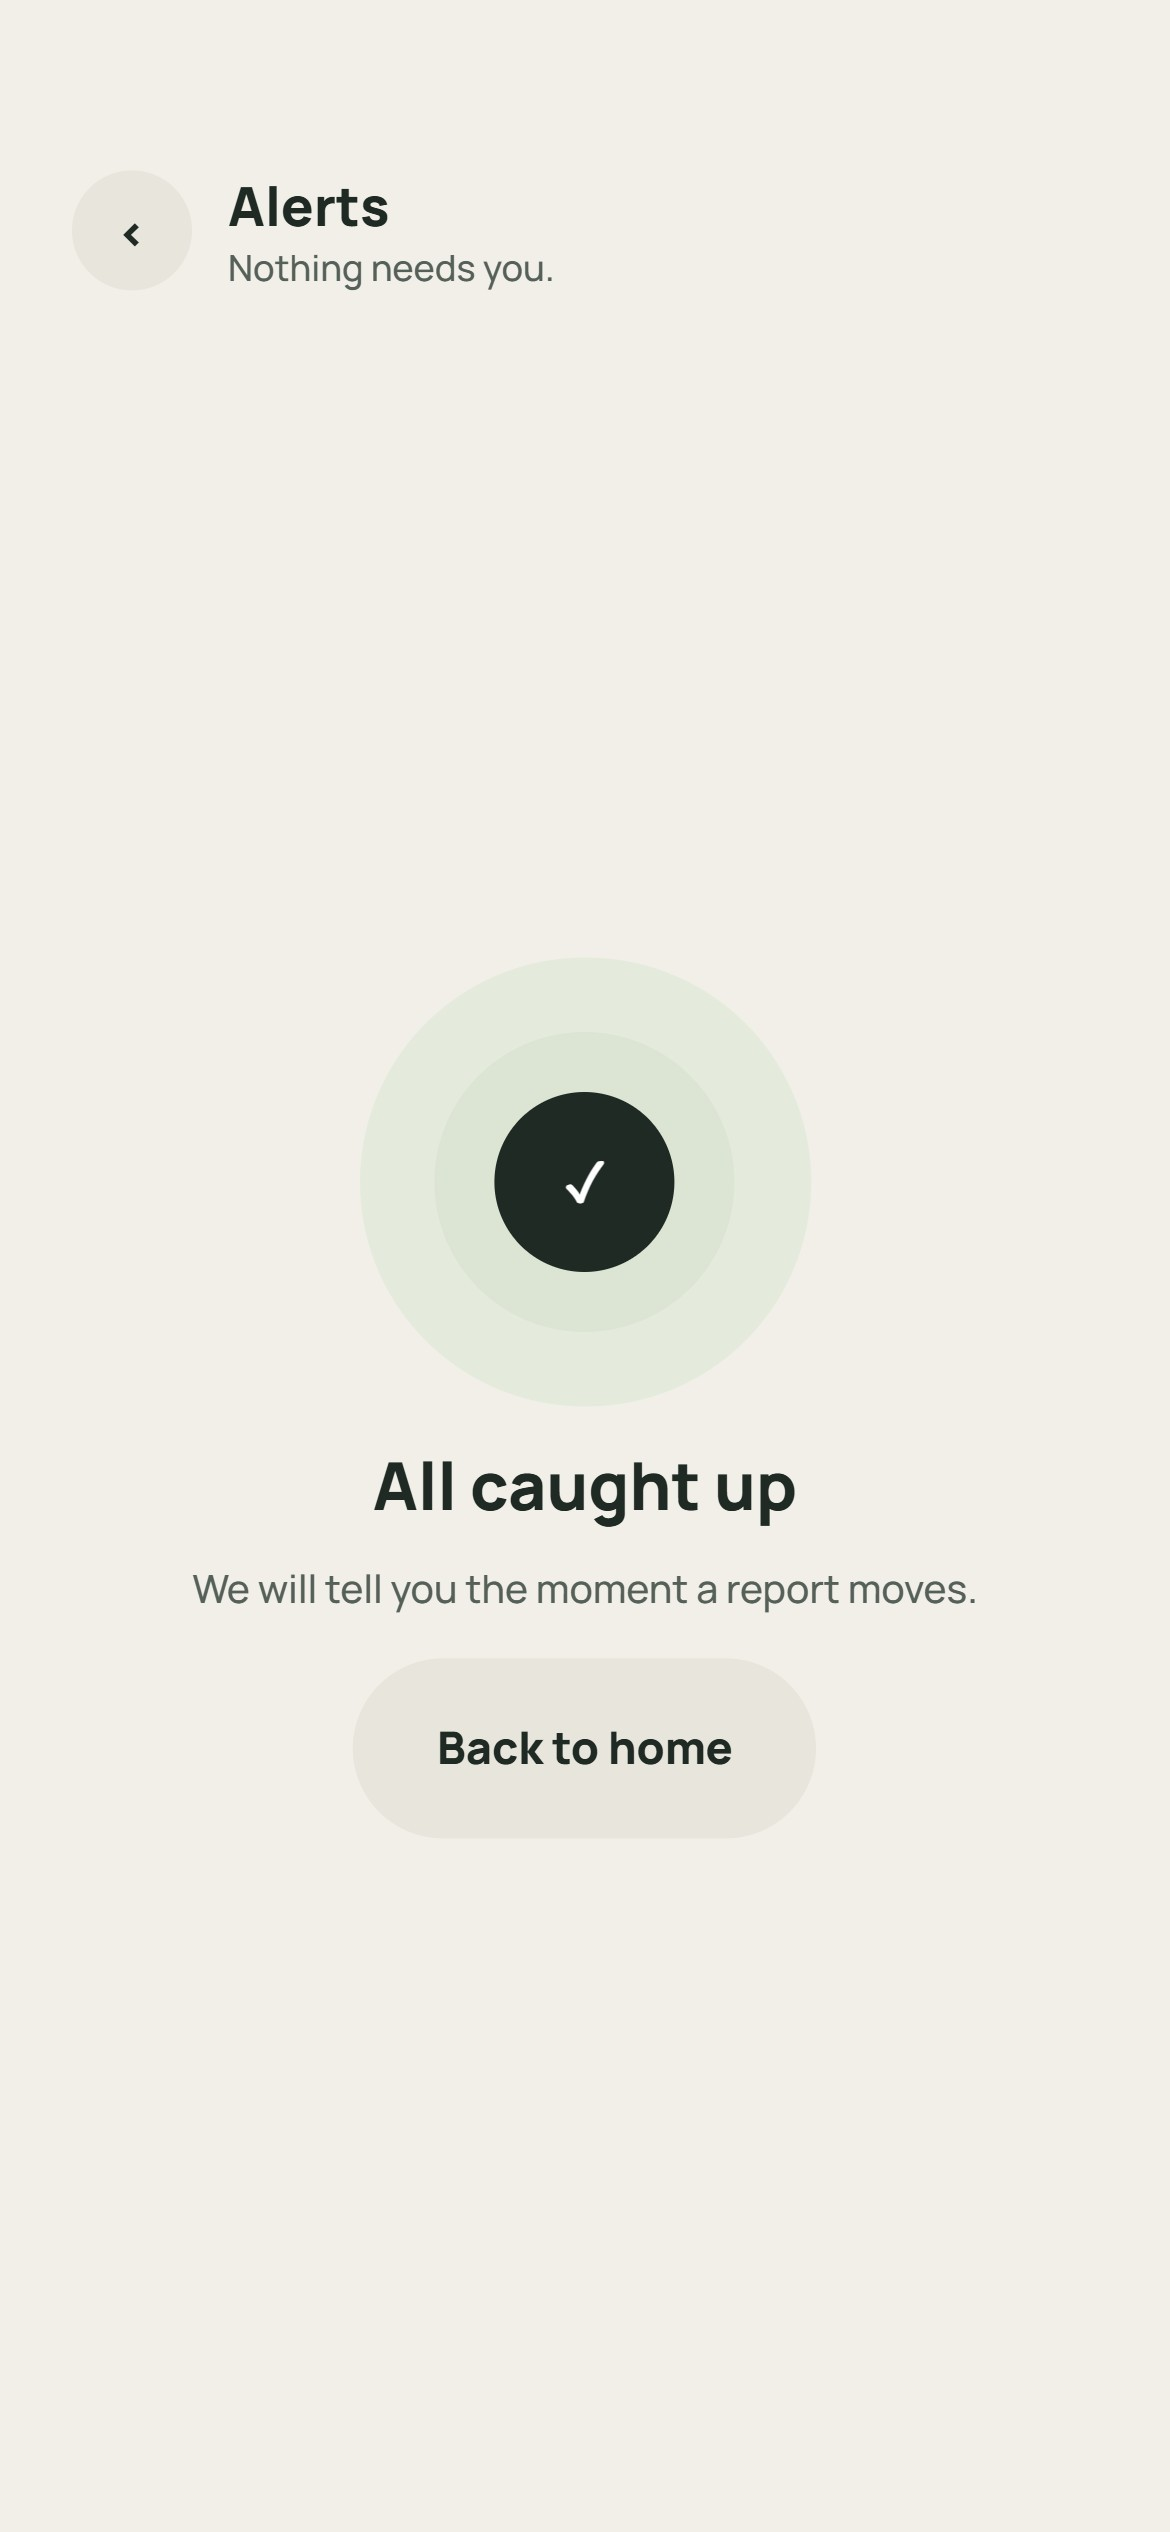 Alerts
Nothing needs you.
All caught up
We will tell you the moment a report moves.
Back to home